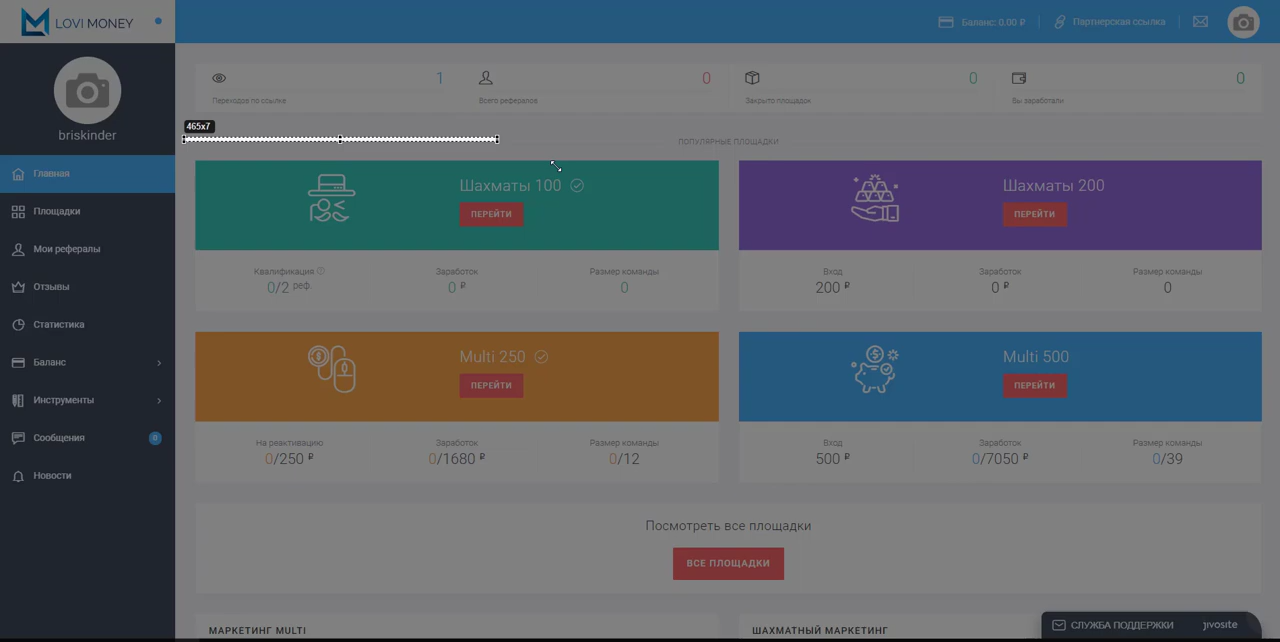 LOVI MONEY
Баланс: 0.00 ₽
Партнерская ссылка
briskinder
Главная
Площадки
Мои рефералы
Отзывы
Статистика
Баланс
Инструменты
Сообщения 0
Новости
1
Переходов по ссылке
0
Всего рефералов
0
Закрыто площадок
0
Вы заработали
465x7
ПОПУЛЯРНЫЕ ПЛОЩАДКИ
Шахматы 100
ПЕРЕЙТИ
Квалификация Заработок Размер команды
0/2 реф. 0 ₽ 0
Шахматы 200
ПЕРЕЙТИ
Вход Заработок Размер команды
200 ₽ 0 ₽ 0
Multi 250
ПЕРЕЙТИ
На реактивацию Заработок Размер команды
0/250 ₽ 0/1680 ₽ 0/12
Multi 500
ПЕРЕЙТИ
Вход Заработок Размер команды
500 ₽ 0/7050 ₽ 0/39
Посмотреть все площадки
ВСЕ ПЛОЩАДКИ
МАРКЕТИНГ MULTI
ШАХМАТНЫЙ МАРКЕТИНГ
СЛУЖБА ПОДДЕРЖКИ jivosite